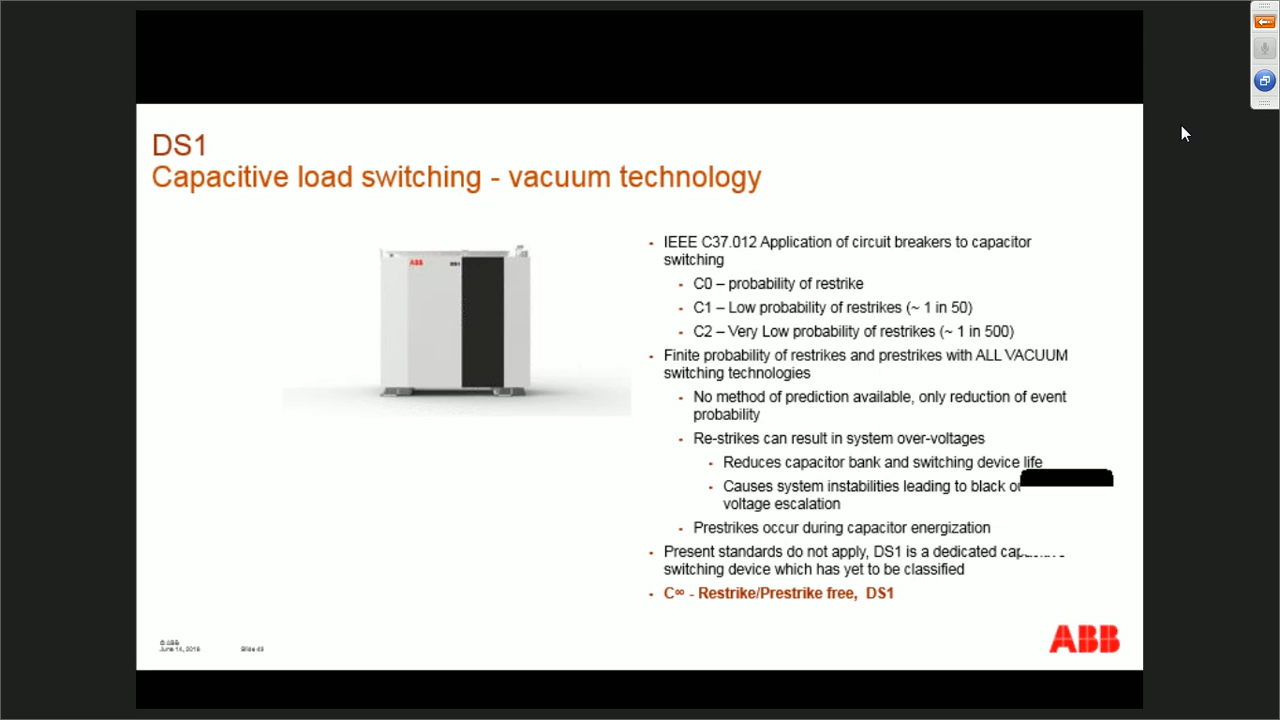 DS1
Capacitive load switching - vacuum technology
ABB
DS1
- IEEE C37.012 Application of circuit breakers to capacitor
switching
- C0 – probability of restrike
- C1 – Low probability of restrikes (~ 1 in 50)
- C2 – Very Low probability of restrikes (~ 1 in 500)
- Finite probability of restrikes and prestrikes with ALL VACUUM
switching technologies
- No method of prediction available, only reduction of event
probability
- Re-strikes can result in system over-voltages
- Reduces capacitor bank and switching device life
- Causes system instabilities leading to black
voltage escalation
- Prestrikes occur during capacitor energization
- Present standards do not apply, DS1 is a dedicated
switching device which has yet to be classified
- C∞ - Restrike/Prestrike free, DS1
© ABB
Slide 43
ABB